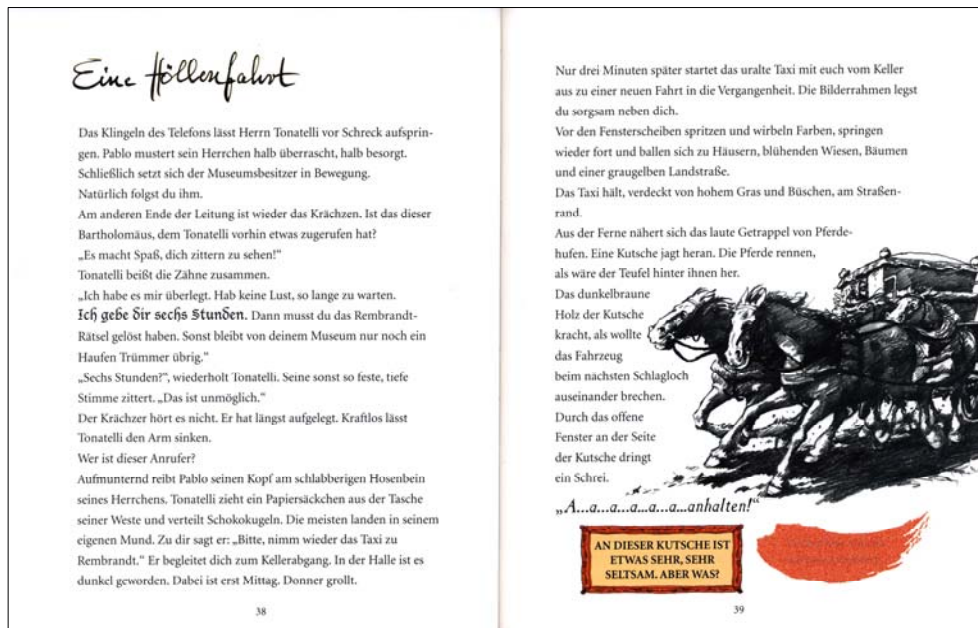 Eine Höllenfahrt
Das Klingeln des Telefons lässt Herrn Tonatelli vor Schreck aufsprin-
gen. Pablo mustert sein Herrchen halb überrascht, halb besorgt.
Schließlich setzt sich der Museumsbesitzer in Bewegung.
Natürlich folgst du ihm.
Am anderen Ende der Leitung ist wieder das Krächzen. Ist das dieser
Bartholomäus, dem Tonatelli vorhin etwas zugerufen hat?
„Es macht Spaß, dich zittern zu sehen!“
Tonatelli beißt die Zähne zusammen.
„Ich habe es mir überlegt. Hab keine Lust, so lange zu warten.
Ich gebe dir sechs Stunden. Dann musst du das Rembrandt-
Rätsel gelöst haben. Sonst bleibt von deinem Museum nur noch ein
Haufen Trümmer übrig.“
„Sechs Stunden?“, wiederholt Tonatelli. Seine sonst so feste, tiefe
Stimme zittert. „Das ist unmöglich.“
Der Krächzer hört es nicht. Er hat längst aufgelegt. Kraftlos lässt
Tonatelli den Arm sinken.
Wer ist dieser Anrufer?
Aufmunternd reibt Pablo seinen Kopf am schlabberigen Hosenbein
seines Herrchens. Tonatelli zieht ein Papiersäckchen aus der Tasche
seiner Weste und verteilt Schokokugeln. Die meisten landen in seinem
eigenen Mund. Zu dir sagt er: „Bitte, nimm wieder das Taxi zu
Rembrandt.“ Er begleitet dich zum Kellerabgang. In der Halle ist es
dunkel geworden. Dabei ist erst Mittag. Donner grollt.
38
Nur drei Minuten später startet das uralte Taxi mit euch vom Keller
aus zu einer neuen Fahrt in die Vergangenheit. Die Bilderrahmen legst
du sorgsam neben dich.
Vor den Fensterscheiben spritzen und wirbeln Farben, springen
wieder fort und ballen sich zu Häusern, blühenden Wiesen, Bäumen
und einer graugelben Landstraße.
Das Taxi hält, verdeckt von hohem Gras und Büschen, am Straßen-
rand.
Aus der Ferne nähert sich das laute Getrappel von Pferde-
hufen. Eine Kutsche jagt heran. Die Pferde rennen,
als wäre der Teufel hinter ihnen her.
Das dunkelbraune
Holz der Kutsche
kracht, als wollte
das Fahrzeug
beim nächsten Schlagloch
auseinander brechen.
Durch das offene
Fenster an der Seite
der Kutsche dringt
ein Schrei.
„A...a...a...a...a...a...anhalten!“
AN DIESER KUTSCHE IST
ETWAS SEHR, SEHR
SELTSAM. ABER WAS?
39